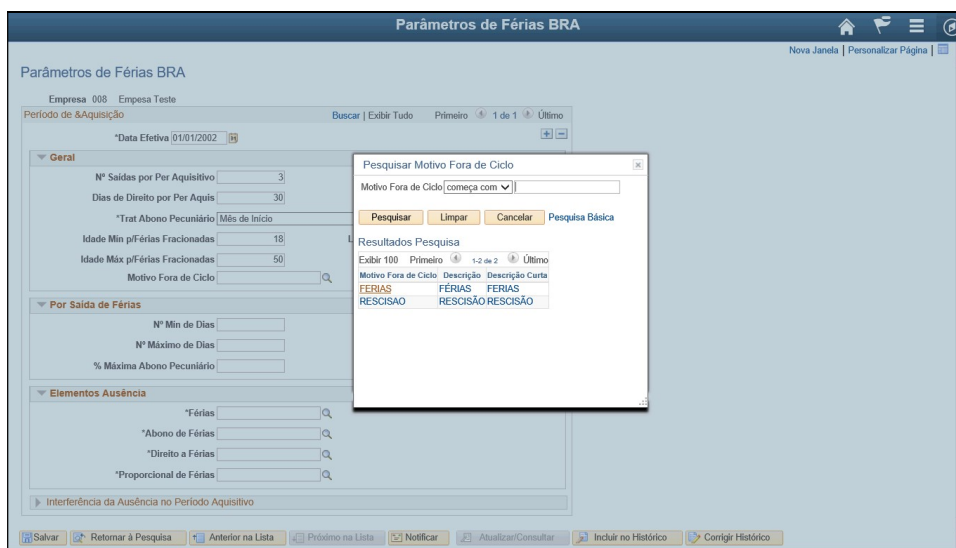 Parâmetros de Férias BRA
Nova Janela | Personalizar Página |
Parâmetros de Férias BRA
Empresa 008 Empesa Teste
Período de &Aquisição Buscar | Exibir Tudo Primeiro 1 de 1 Último
*Data Efetiva 01/01/2002
Geral
Nº Saídas por Per Aquisitivo 3
Dias de Direito por Per Aquis 30
*Trat Abono Pecuniário Mês de Início
Idade Mín p/Férias Fracionadas 18
Idade Máx p/Férias Fracionadas 50
Motivo Fora de Ciclo
Por Saída de Férias
Nº Mín de Dias
Nº Máximo de Dias
% Máxima Abono Pecuniário
Elementos Ausência
*Férias
*Abono de Férias
*Direito a Férias
*Proporcional de Férias
Interferência da Ausência no Período Aquisitivo
Pesquisar Motivo Fora de Ciclo
Motivo Fora de Ciclo começa com
Pesquisar Limpar Cancelar Pesquisa Básica
Resultados Pesquisa
Exibir 100 Primeiro 1-2 de 2 Último
Motivo Fora de Ciclo Descrição Descrição Curta
FERIAS FÉRIAS FERIAS
RESCISAO RESCISÃO RESCISÃO
Salvar Retornar à Pesquisa Anterior na Lista Próximo na Lista Notificar Atualizar/Consultar Incluir no Histórico Corrigir Histórico